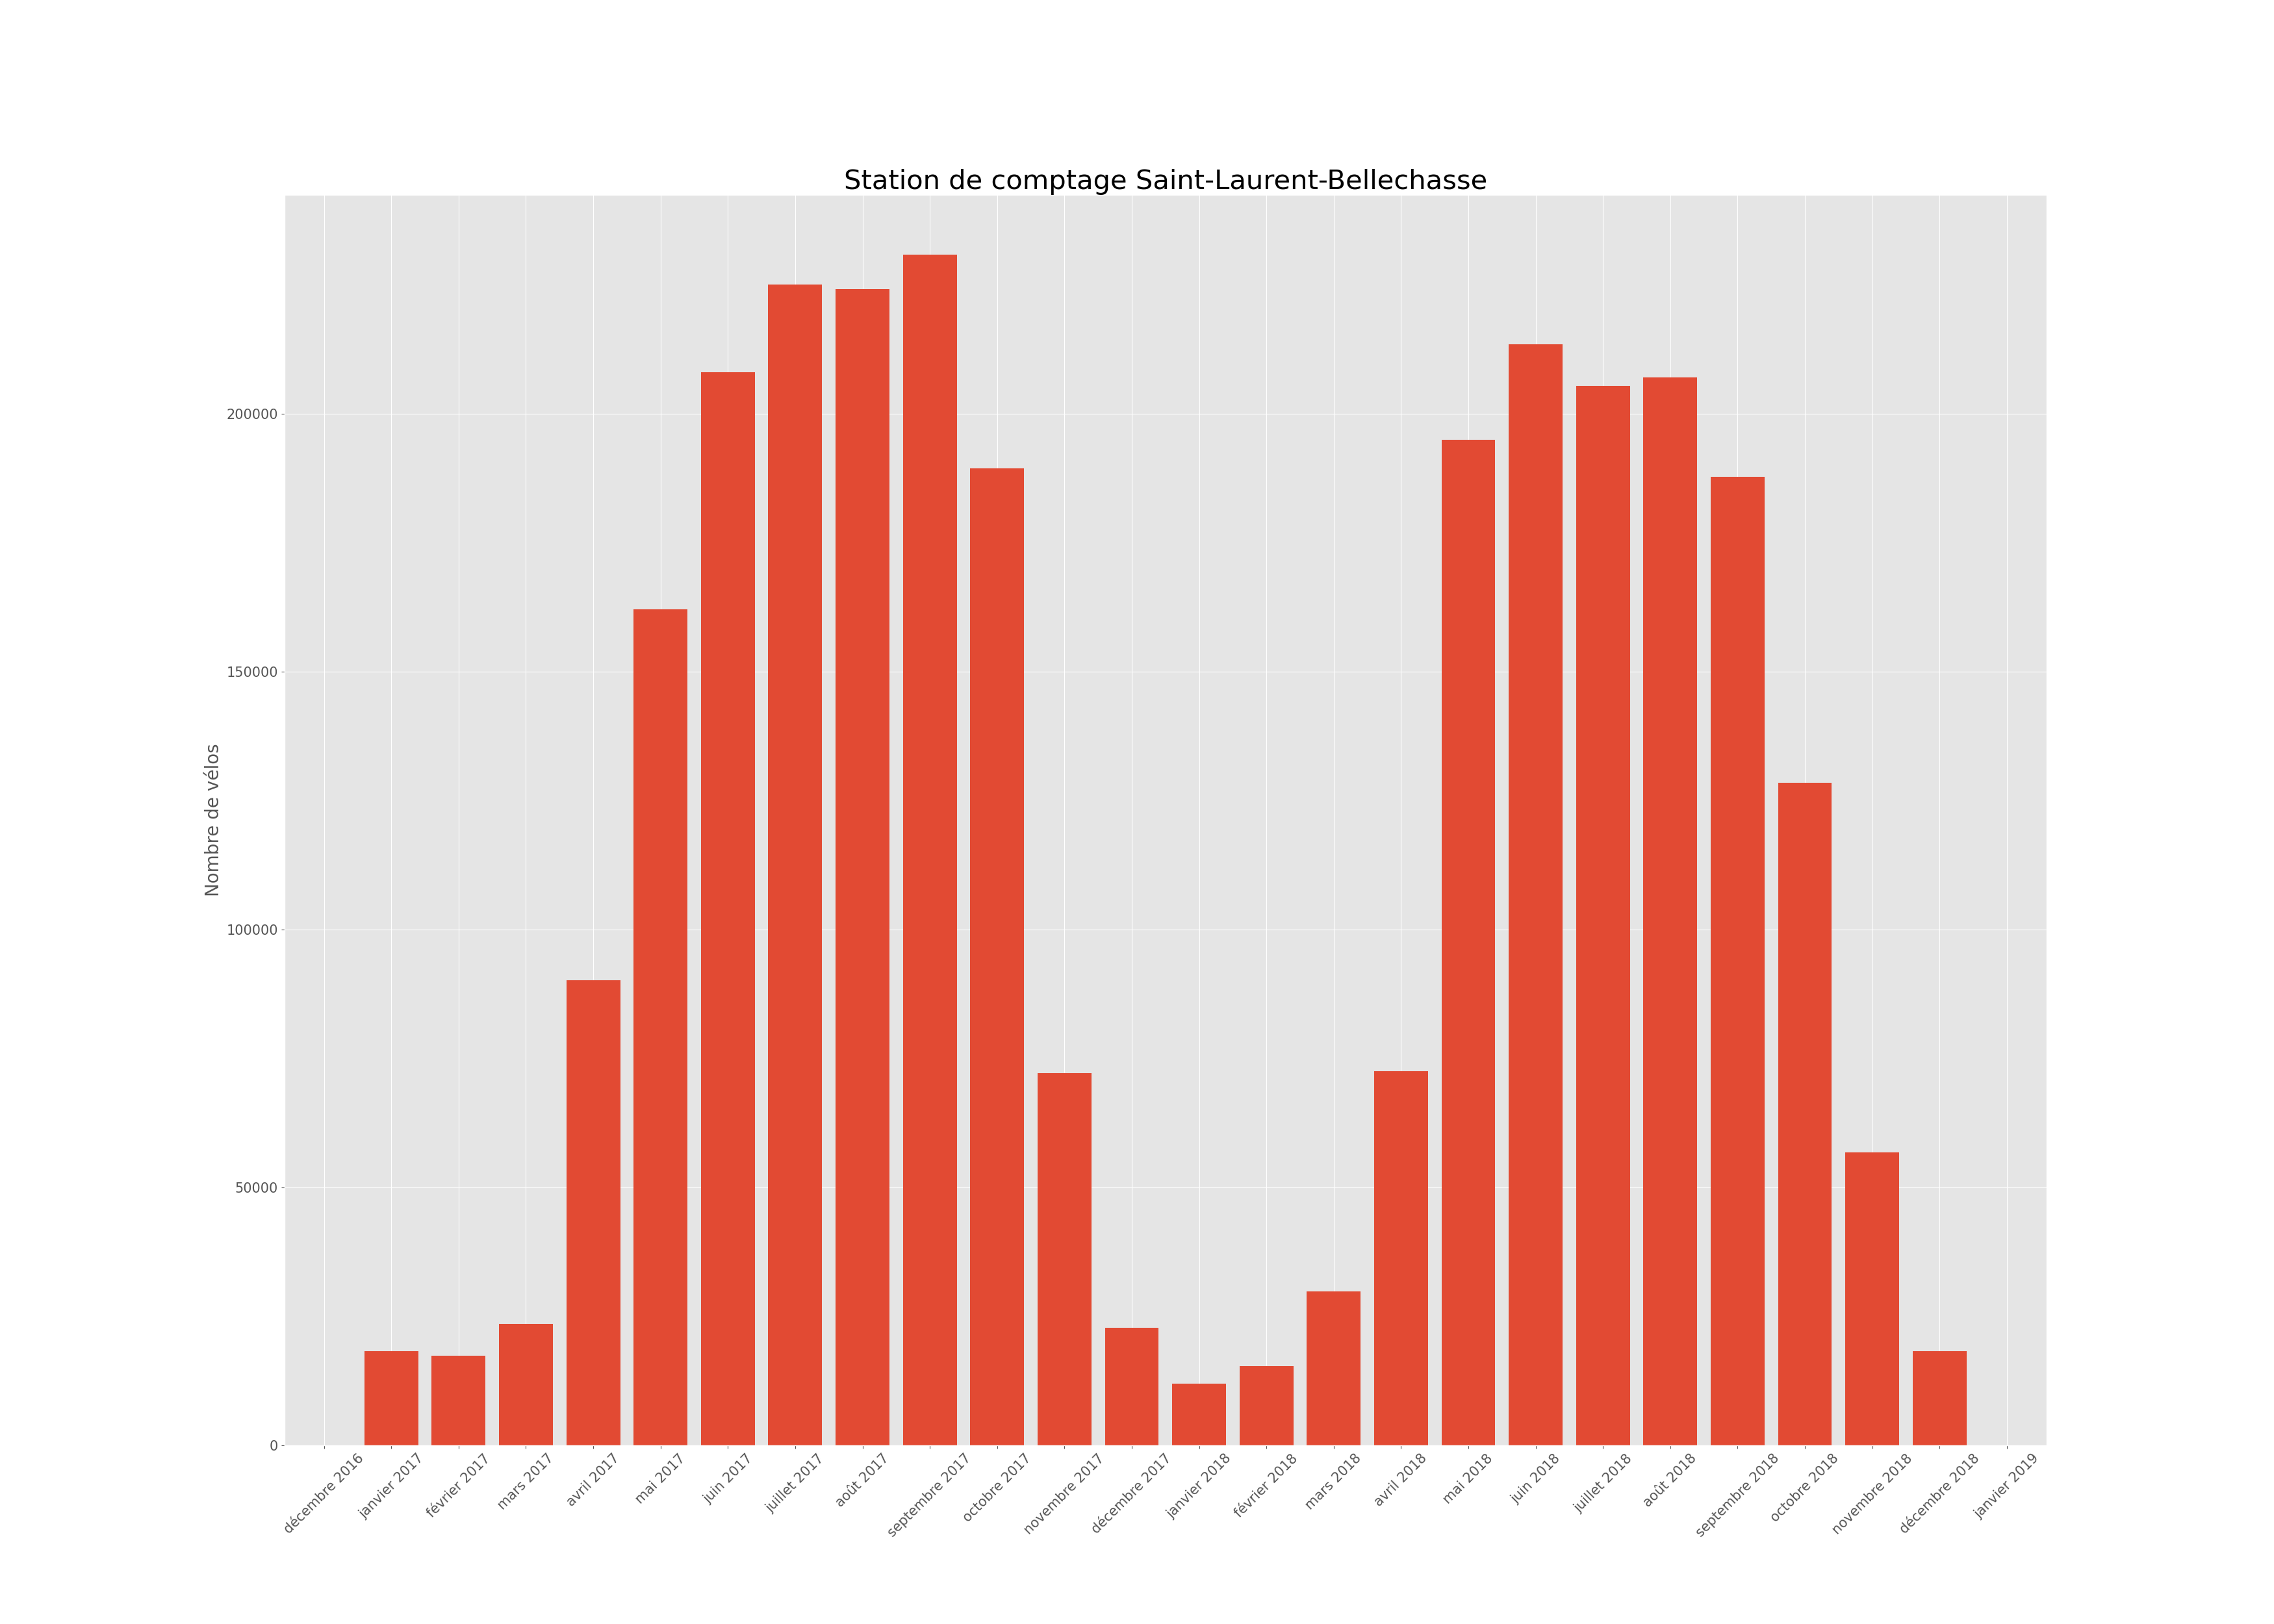 Station de comptage Saint-Laurent-Bellechasse
Nombre de vélos
200000
150000
100000
50000
0
décembre 2016
janvier 2017
février 2017
mars 2017
avril 2017
mai 2017
juin 2017
juillet 2017
août 2017
septembre 2017
octobre 2017
novembre 2017
décembre 2017
janvier 2018
février 2018
mars 2018
avril 2018
mai 2018
juin 2018
juillet 2018
août 2018
septembre 2018
octobre 2018
novembre 2018
décembre 2018
janvier 2019